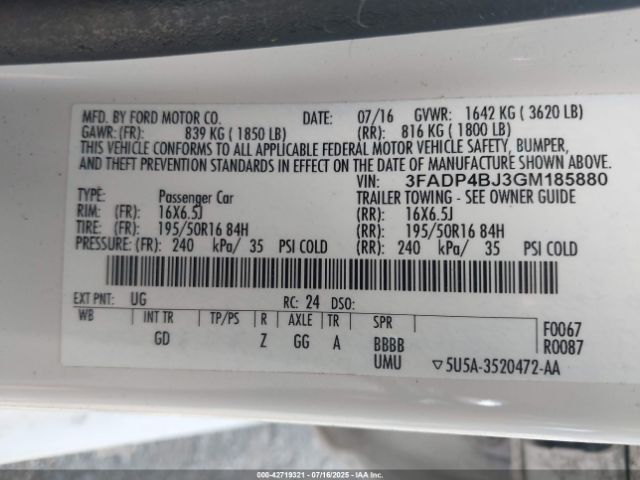 MFD. BY FORD MOTOR CO. DATE: 07/16 GVWR: 1642 KG ( 3620 LB)
GAWR: (FR): 839 KG ( 1850 LB) (RR): 816 KG ( 1800 LB)
THIS VEHICLE CONFORMS TO ALL APPLICABLE FEDERAL MOTOR VEHICLE SAFETY, BUMPER,
AND THEFT PREVENTION STANDARDS IN EFFECT ON THE DATE OF MANUFACTURE SHOWN ABOVE.
VIN: 3FADP4BJ3GM185880
TYPE: Passenger Car TRAILER TOWING - SEE OWNER GUIDE
RIM: (FR): 16X6.5J (RR): 16X6.5J
TIRE: (FR): 195/50R16 84H (RR): 195/50R16 84H
PRESSURE: (FR): 240 kPa/ 35 PSI COLD (RR): 240 kPa/ 35 PSI COLD
EXT PNT: UG RC: 24 DSO:
WB INT TR TP/PS R AXLE TR SPR F0067
GD Z GG A BBBB R0087
UMU ▽5U5A-3520472-AA
000-42719321 - 07/16/2025 - IAAI.COM